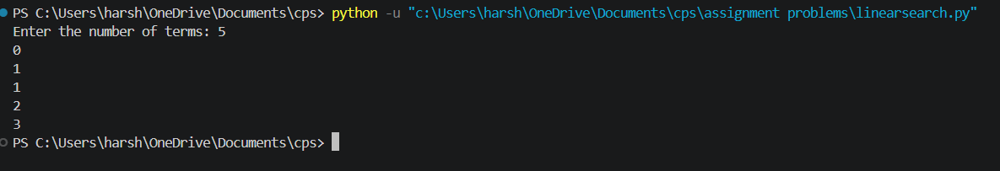 PS C:\Users\harsh\OneDrive\Documents\cps> python -u "c:\Users\harsh\OneDrive\Documents\cps\assignment problems\linearsearch.py"
Enter the number of terms: 5
0
1
1
2
3
PS C:\Users\harsh\OneDrive\Documents\cps>